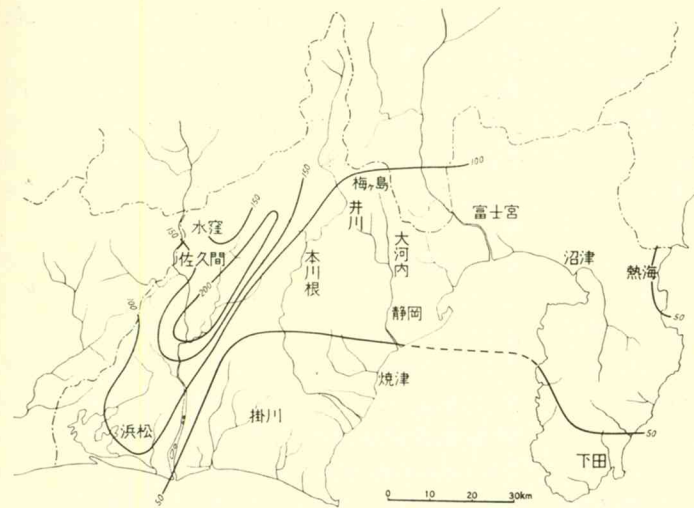 100
150
梅ヶ島
150
水窪
150
井川
富士宮
大河内
佐久間
本川根
沼津
熱海
200
100
静岡
50
焼津
掛川
浜松
50
下田
50
0 10 20 30km